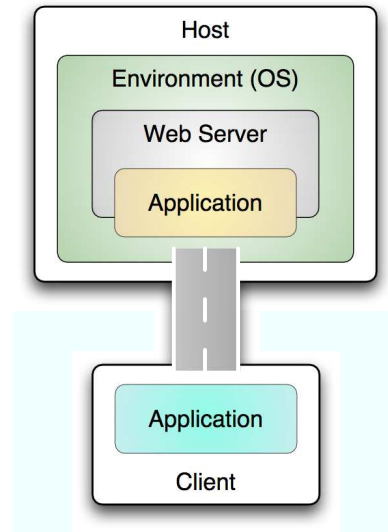 Host
Environment (OS)
Web Server
Application
Application
Client